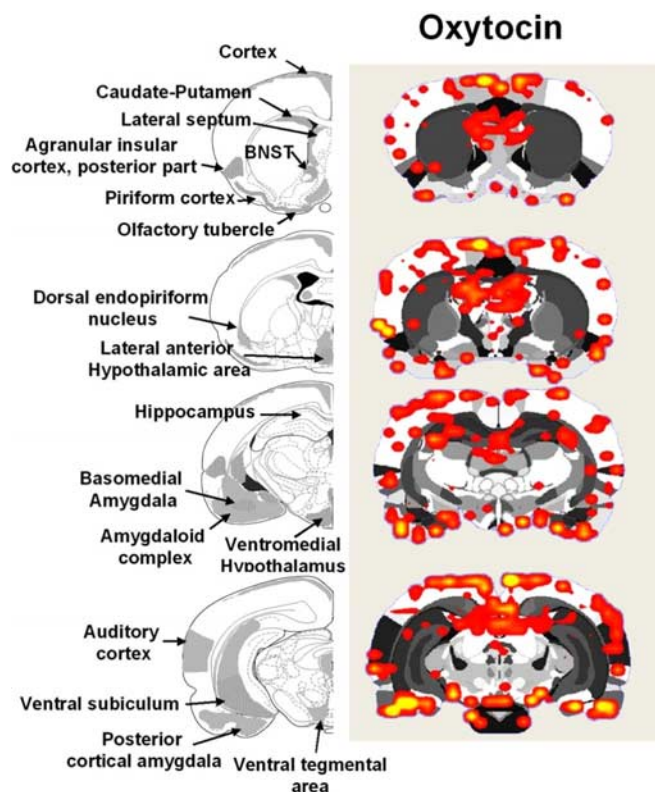 Oxytocin
Cortex
Caudate-Putamen
Lateral septum
Agranular insular
cortex, posterior part
BNST
Piriform cortex
Olfactory tubercle
Dorsal endopiriform
nucleus
Lateral anterior
Hypothalamic area
Hippocampus
Basomedial
Amygdala
Amygdaloid
complex
Ventromedial
Hypothalamus
Auditory
cortex
Ventral subiculum
Posterior
cortical amygdala
Ventral tegmental
area